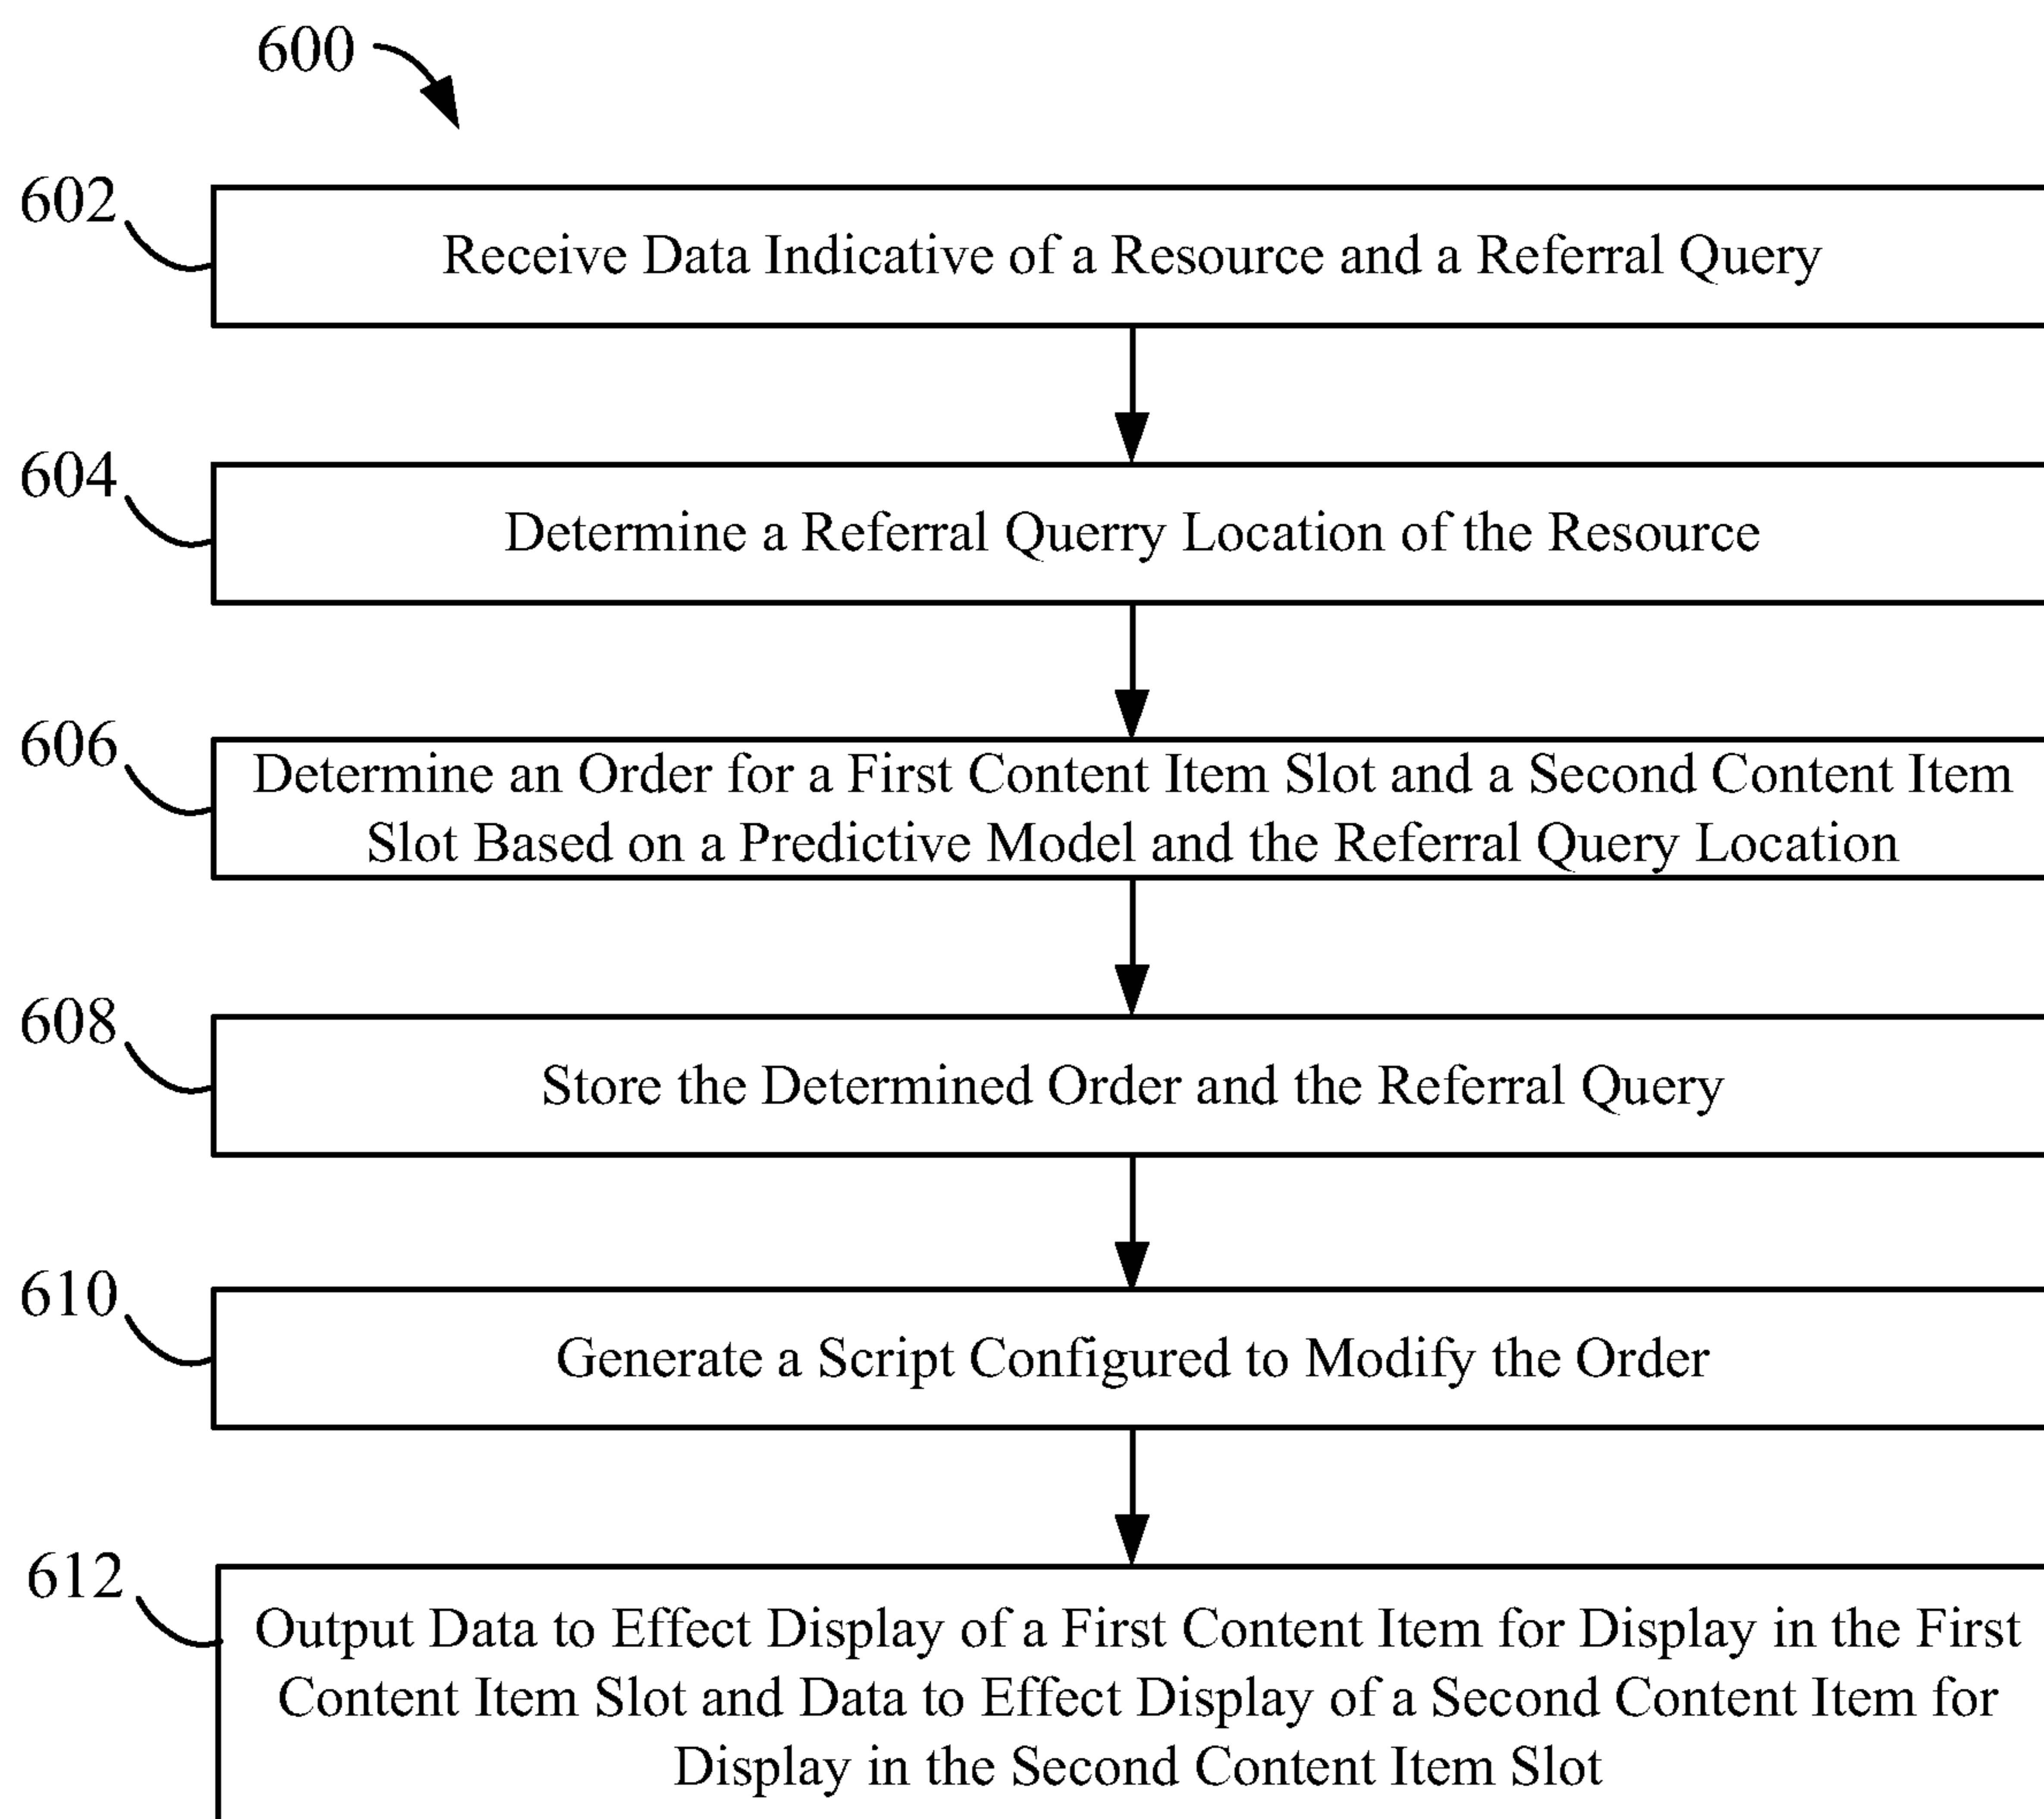 600
602
Receive Data Indicative of a Resource and a Referral Query
604
Determine a Referral Querry Location of the Resource
606
Determine an Order for a First Content Item Slot and a Second Content Item
Slot Based on a Predictive Model and the Referral Query Location
608
Store the Determined Order and the Referral Query
610
Generate a Script Configured to Modify the Order
612
Output Data to Effect Display of a First Content Item for Display in the First
Content Item Slot and Data to Effect Display of a Second Content Item for
Display in the Second Content Item Slot